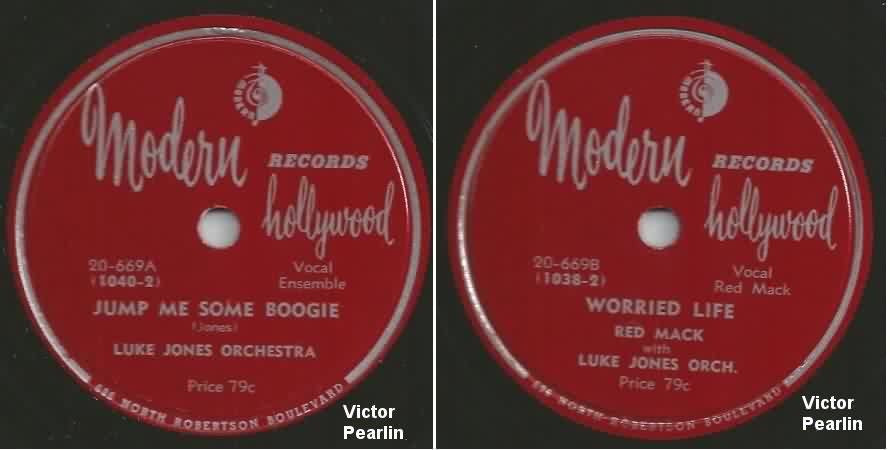 Modern
RECORDS
hollywood
20-669A
(1040-2)
Vocal
Ensemble
JUMP ME SOME BOOGIE
(Jones)
LUKE JONES ORCHESTRA
Price 79c
686 NORTH ROBERTSON BOULEVARD
Victor
Pearlin
Modern
RECORDS
hollywood
20-669B
(1038-2)
Vocal
Red Mack
WORRIED LIFE
RED MACK
with
LUKE JONES ORCH.
Price 79c
686 NORTH ROBERTSON BOULEVARD
Victor
Pearlin